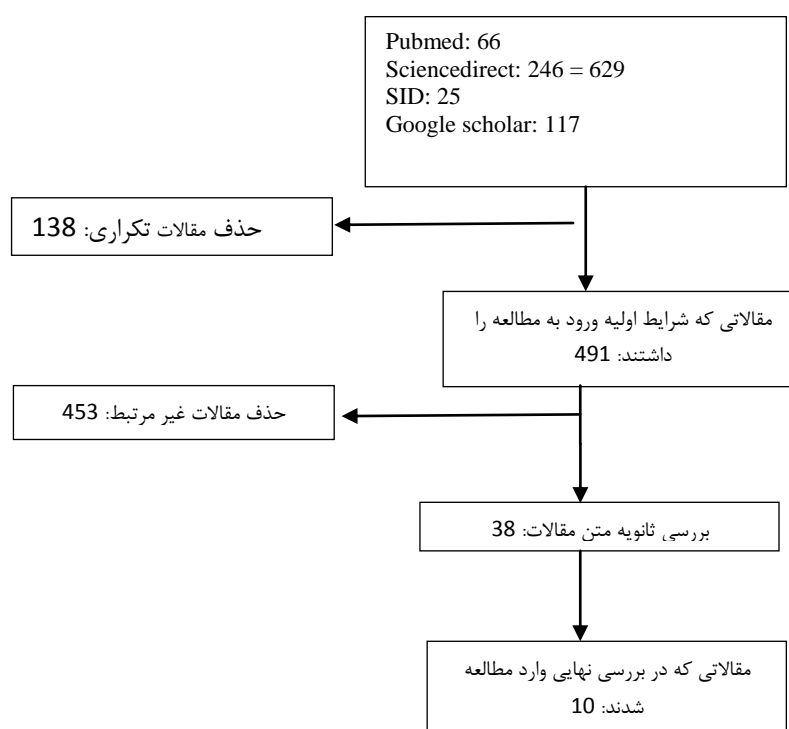 Pubmed: 66
Sciencedirect: 246 = 629
SID: 25
Google scholar: 117
حذف مقالات تکراری: 138
مقالاتی که شرایط اولیه ورود به مطالعه را
داشتند: 491
حذف مقالات غیر مرتبط: 453
بررسی ثانویه متن مقالات: 38
مقالاتی که در بررسی نهایی وارد مطالعه
شدند: 10